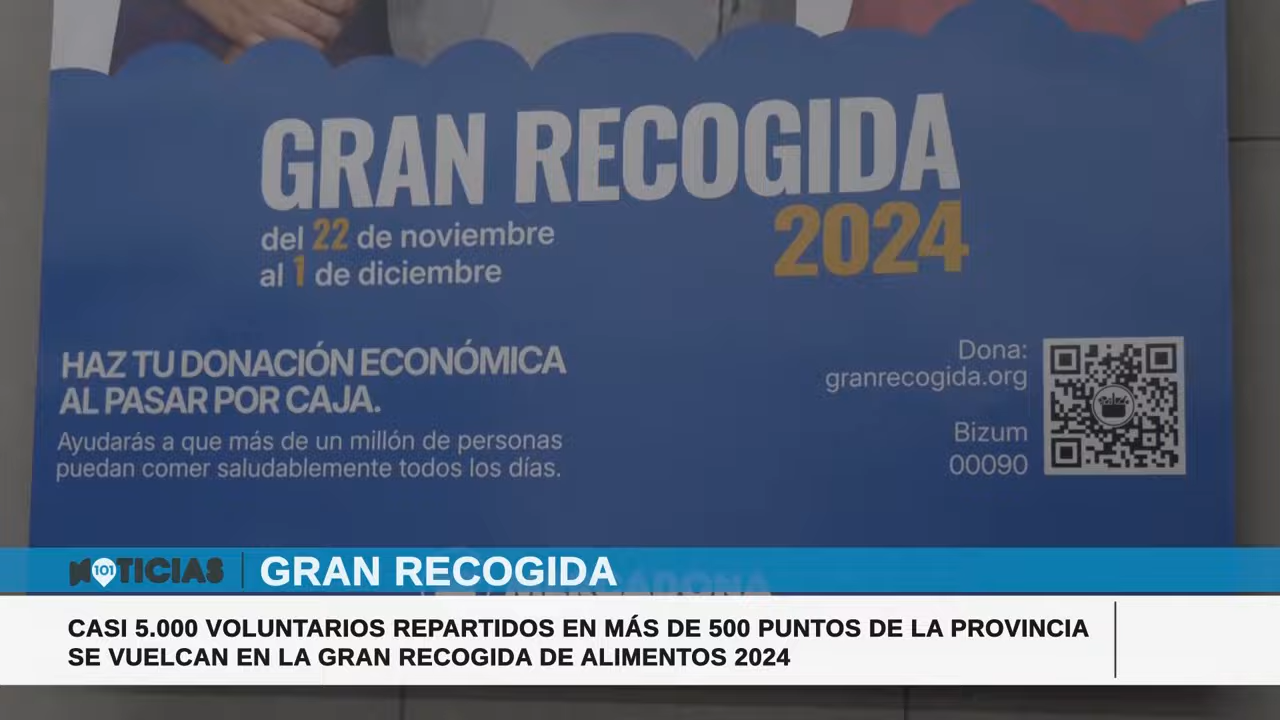 GRAN RECOGIDA
2024
del 22 de noviembre
al 1 de diciembre
HAZ TU DONACIÓN ECONÓMICA
AL PASAR POR CAJA.
Ayudarás a que más de un millón de personas
puedan comer saludablemente todos los días.
Dona:
granrecogida.org
Bizum
00090
MERCADONA
NOTICIAS
101
GRAN RECOGIDA
CASI 5.000 VOLUNTARIOS REPARTIDOS EN MÁS DE 500 PUNTOS DE LA PROVINCIA
SE VUELCAN EN LA GRAN RECOGIDA DE ALIMENTOS 2024